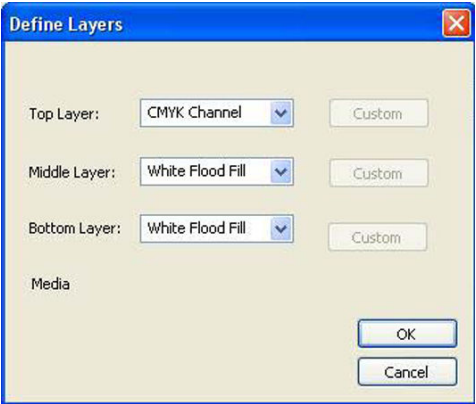 Define Layers
Top Layer: CMYK Channel Custom
Middle Layer: White Flood Fill Custom
Bottom Layer: White Flood Fill Custom
Media
OK
Cancel